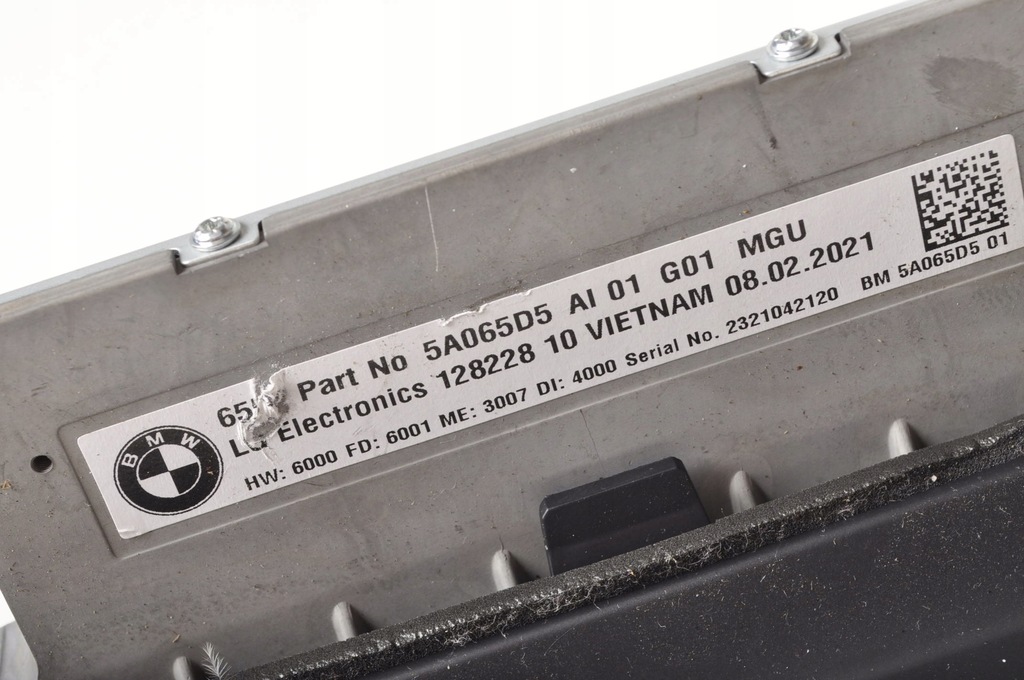 Part No 5A065D5 AI 01 G01 MGU
Electronics 128228 10 VIETNAM 08.02.2021
HW: 6000 FD: 6001 ME: 3007 DI: 4000 Serial No. 2321042120
BM 5A065D5 01
BMW